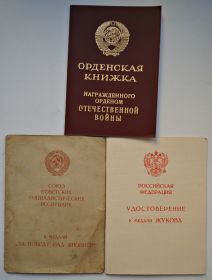 ОРДЕНСКАЯ
КНИЖКА
НАГРАЖДЕННОГО
ОРДЕНОМ
ОТЕЧЕСТВЕННОЙ
ВОЙНЫ
СОЮЗ
СОВЕТСКИХ
СОЦИАЛИСТИЧЕСКИХ
РЕСПУБЛИК
К МЕДАЛИ
„ЗА ПОБЕДУ НАД ЯПОНИЕЙ“
РОССИЙСКАЯ
ФЕДЕРАЦИЯ
УДОСТОВЕРЕНИЕ
К МЕДАЛИ ЖУКОВА